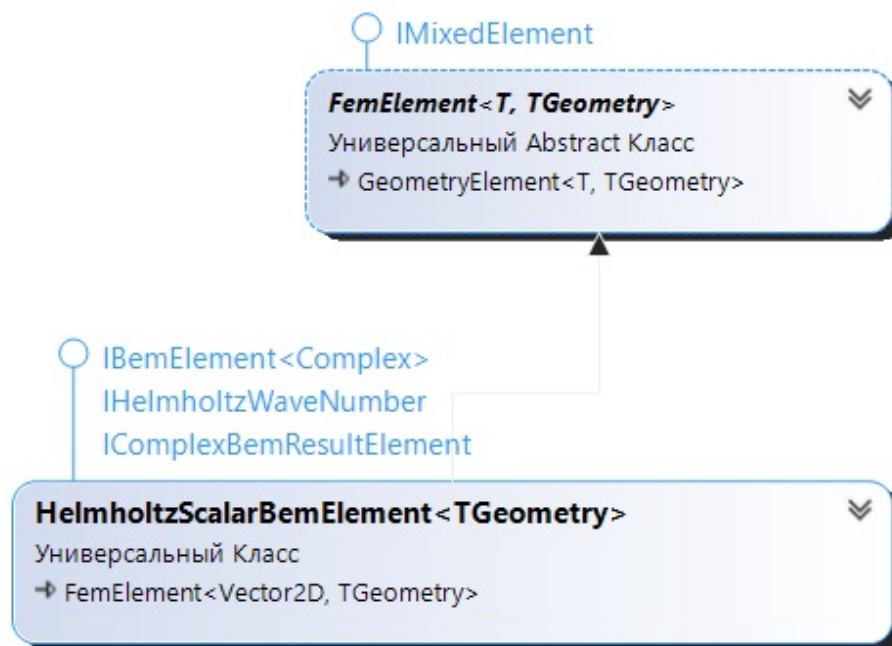 IMixedElement
FemElement<T, TGeometry>
Универсальный Abstract Класс
GeometryElement<T, TGeometry>
IBemElement<Complex>
IHelmholtzWaveNumber
IComplexBemResultElement
HelmholtzScalarBemElement<TGeometry>
Универсальный Класс
FemElement<Vector2D, TGeometry>